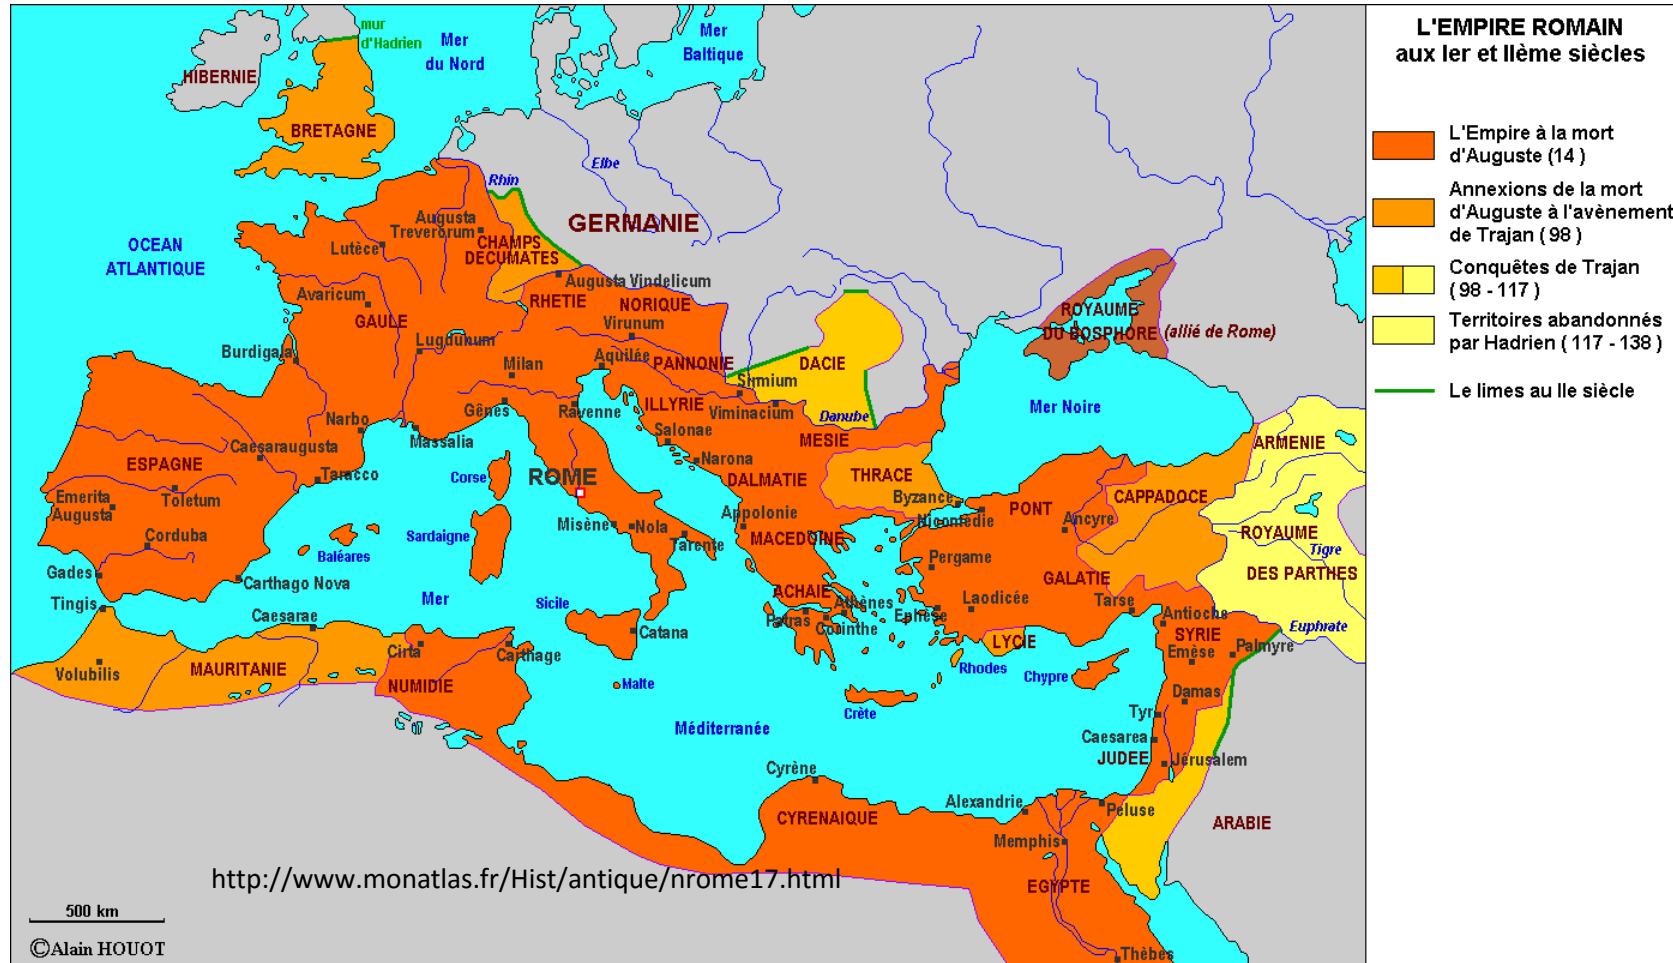 L'EMPIRE ROMAIN
aux Ier et IIème siècles
L'Empire à la mort
d'Auguste (14 )
Annexions de la mort
d'Auguste à l'avènement
de Trajan ( 98 )
Conquêtes de Trajan
( 98 - 117 )
Territoires abandonnés
par Hadrien ( 117 - 138 )
Le limes au IIe siècle
mur
d'Hadrien
Mer
du Nord
Mer
Baltique
HIBERNIE
BRETAGNE
Elbe
Rhin
GERMANIE
OCEAN
ATLANTIQUE
Augusta
Treverorum
Lutèce
CHAMPS
DECUMATES
Augusta Vindelicum
RHETIE
NORIQUE
Avaricum
GAULE
Virunum
Lugdunum
Burdigala
Milan
Aquilée
PANNONIE
DACIE
Sirmium
ROYAUME
DU BOSPHORE (allié de Rome)
Gênes
Ravenne
ILLYRIE
Viminacium
Danube
Mer Noire
Narbo
Massalia
Salonae
MESIE
ARMENIE
Caesaraugusta
ESPAGNE
Taracco
Corse
ROME
Narona
DALMATIE
THRACE
Byzance
CAPPADOCE
Emerita
Augusta
Toletum
Misène
Nola
Appolonie
Nicomédie
PONT
Ancyre
Corduba
Baléares
Sardaigne
Tarente
MACEDOINE
ROYAUME
Tigre
DES PARTHES
Gades
Carthago Nova
Pergame
GALATIE
Tingis
Mer
Sicile
ACHAIE
Athènes
Ephèse
Laodicée
Tarse
Antioche
Caesarae
Catana
Patras
Corinthe
Euphrate
Volubilis
MAURITANIE
Cirta
Carthage
LYCIE
SYRIE
Emèse
Palmyre
NUMIDIE
Malte
Rhodes
Chypre
Damas
Crète
Méditerranée
Tyr
Caesarea
JUDEE
Jérusalem
Cyrène
CYRENAIQUE
Alexandrie
Peluse
ARABIE
Memphis
EGYPTE
http://www.monatlas.fr/Hist/antique/nrome17.html
500 km
©Alain HOUOT
Thèbes